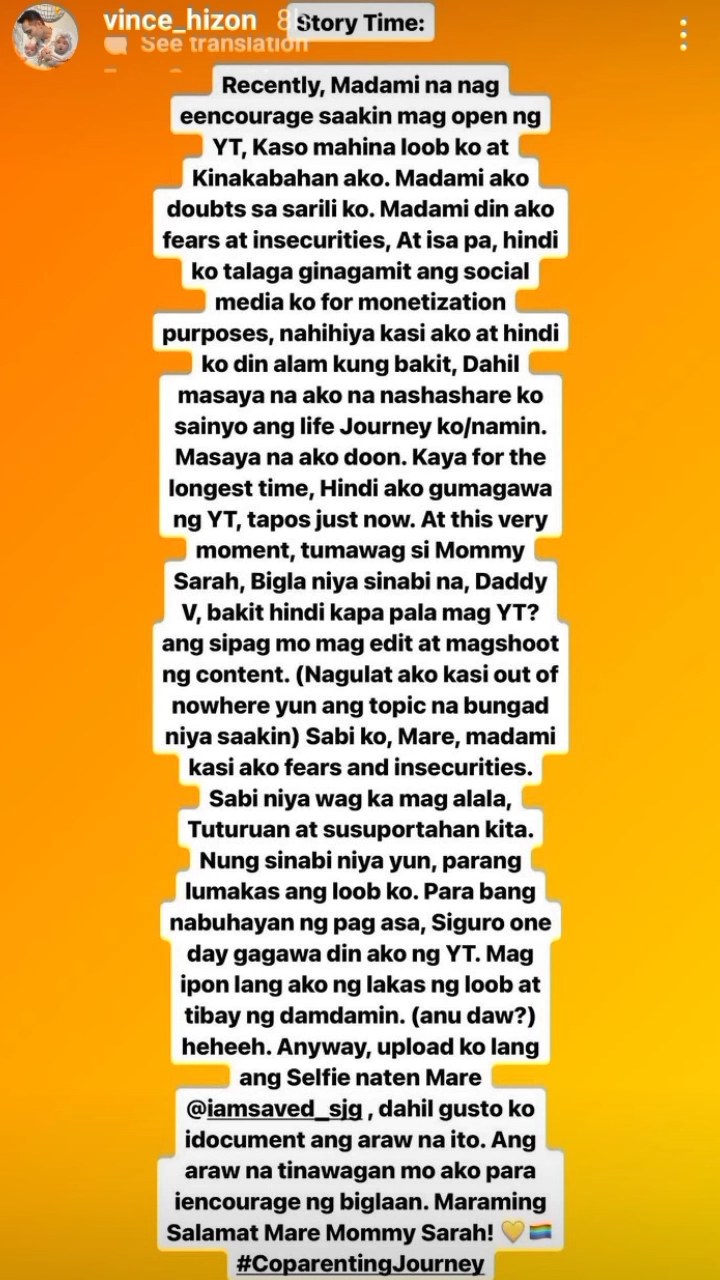 vince_hizon 8
Story Time:
See translation
Recently, Madami na nag
eencourage saakin mag open ng
YT, Kaso mahina loob ko at
Kinakabahan ako. Madami ako
doubts sa sarili ko. Madami din ako
fears at insecurities, At isa pa, hindi
ko talaga ginagamit ang social
media ko for monetization
purposes, nahihiya kasi ako at hindi
ko din alam kung bakit, Dahil
masaya na ako na nashashare ko
sainyo ang life Journey ko/namin.
Masaya na ako doon. Kaya for the
longest time, Hindi ako gumagawa
ng YT, tapos just now. At this very
moment, tumawag si Mommy
Sarah, Bigla niya sinabi na, Daddy
V, bakit hindi kapa pala mag YT?
ang sipag mo mag edit at magshoot
ng content. (Nagulat ako kasi out of
nowhere yun ang topic na bungad
niya saakin) Sabi ko, Mare, madami
kasi ako fears and insecurities.
Sabi niya wag ka mag alala,
Tuturuan at susuportahan kita.
Nung sinabi niya yun, parang
lumakas ang loob ko. Para bang
nabuhayan ng pag asa, Siguro one
day gagawa din ako ng YT. Mag
ipon lang ako ng lakas ng loob at
tibay ng damdamin. (anu daw?)
heheeh. Anyway, upload ko lang
ang Selfie naten Mare
@iamsaved_sjg , dahil gusto ko
idocument ang araw na ito. Ang
araw na tinawagan mo ako para
iencourage ng biglaan. Maraming
Salamat Mare Mommy Sarah! 💛🏳️‍🌈
#CoparentingJourney